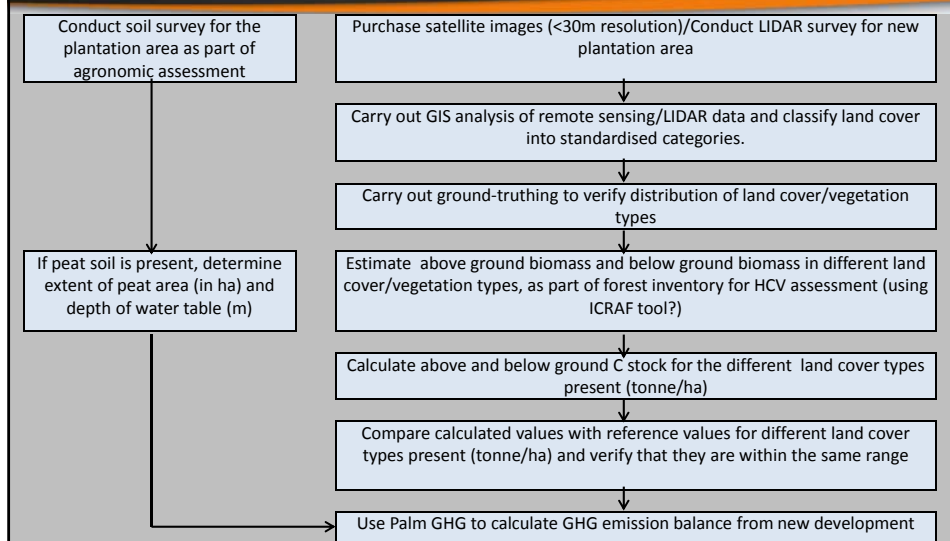 Conduct soil survey for the
plantation area as part of
agronomic assessment
Purchase satellite images (<30m resolution)/Conduct LIDAR survey for new
plantation area
Carry out GIS analysis of remote sensing/LIDAR data and classify land cover
into standardised categories.
Carry out ground-truthing to verify distribution of land cover/vegetation
types
If peat soil is present, determine
extent of peat area (in ha) and
depth of water table (m)
Estimate above ground biomass and below ground biomass in different land
cover/vegetation types, as part of forest inventory for HCV assessment (using
ICRAF tool?)
Calculate above and below ground C stock for the different land cover types
present (tonne/ha)
Compare calculated values with reference values for different land cover
types present (tonne/ha) and verify that they are within the same range
Use Palm GHG to calculate GHG emission balance from new development